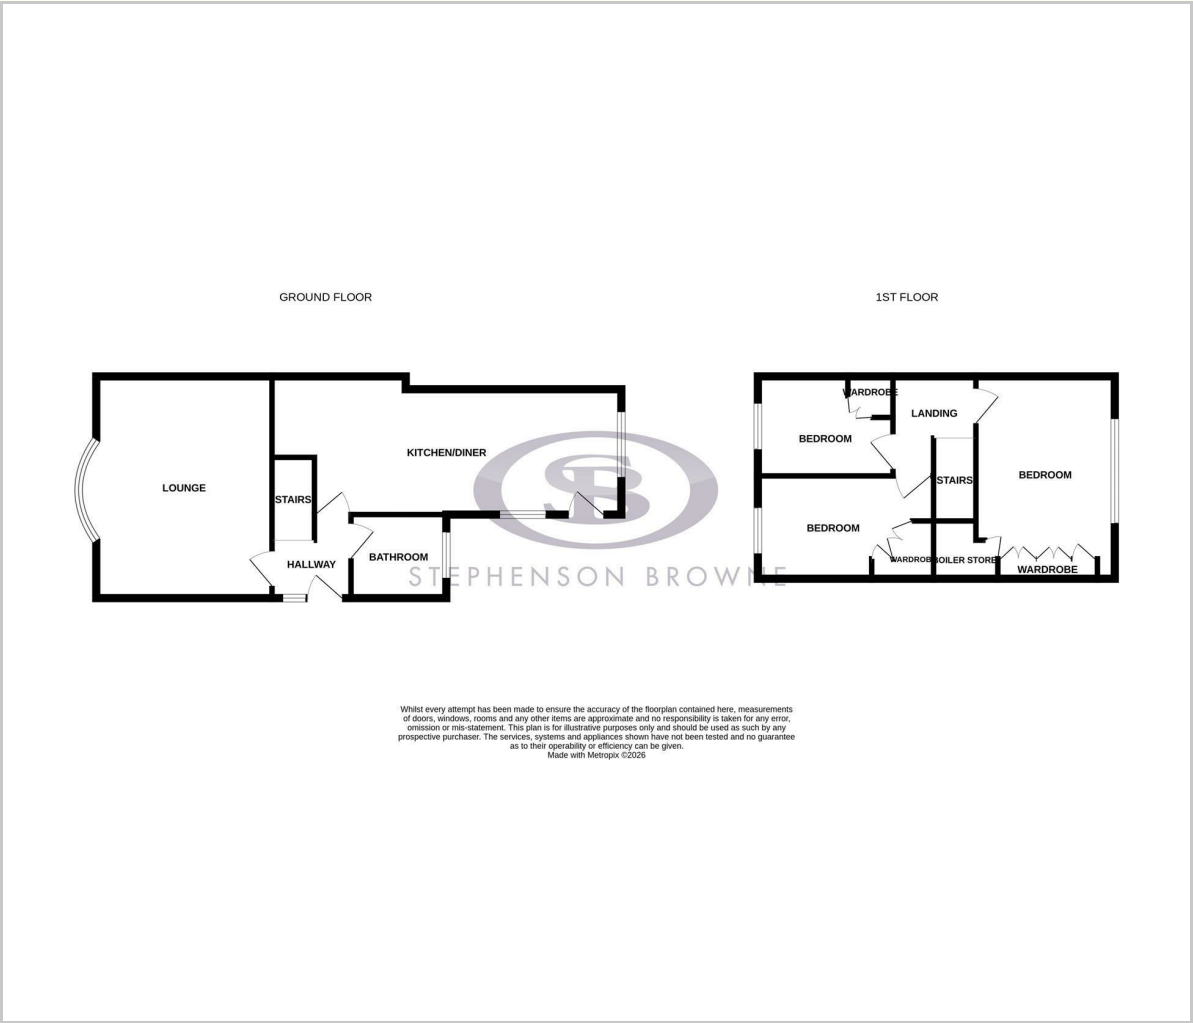 GROUND FLOOR
1ST FLOOR
LOUNGE
KITCHEN/DINER
STAIRS
HALLWAY
BATHROOM
WARDROBE
LANDING
BEDROOM
STAIRS
BEDROOM
BEDROOM
WARDROBE
BOILER STORE
WARDROBE
SB
STEPHENSON BROWNE
Whilst every attempt has been made to ensure the accuracy of the floorplan contained here, measurements
of doors, windows, rooms and any other items are approximate and no responsibility is taken for any error,
omission or mis-statement. This plan is for illustrative purposes only and should be used as such by any
prospective purchaser. The services, systems and appliances shown have not been tested and no guarantee
as to their operability or efficiency can be given.
Made with Metropix ©2026